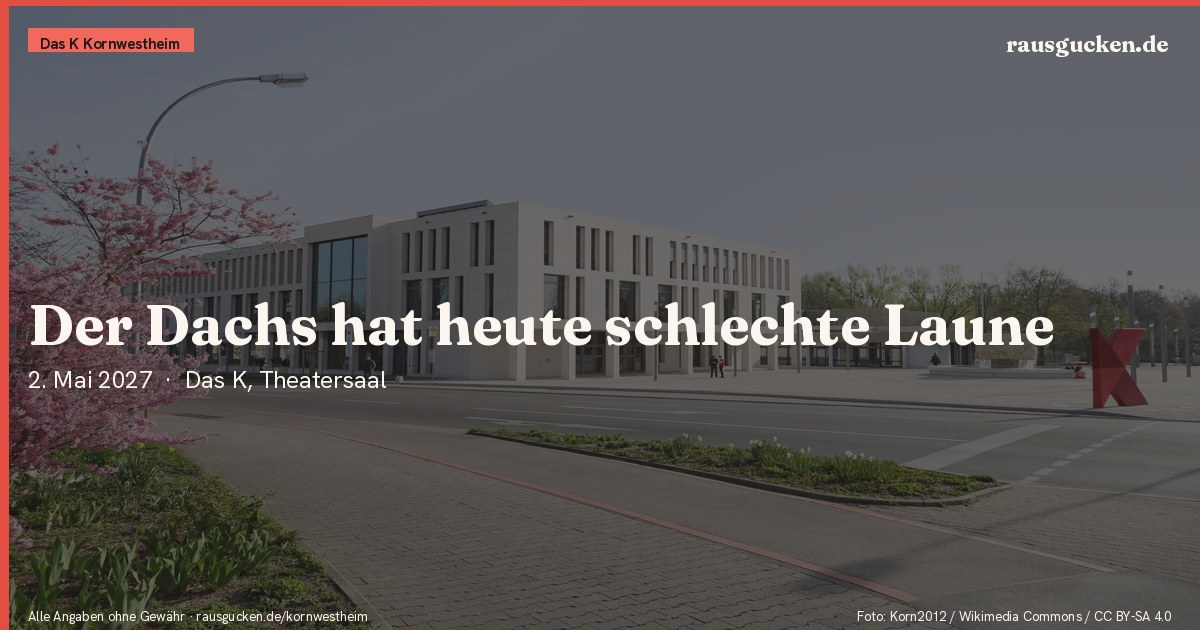 Das K Kornwestheim
rausgucken.de
Der Dachs hat heute schlechte Laune
2. Mai 2027 · Das K, Theatersaal
K
Alle Angaben ohne Gewähr · rausgucken.de/kornwestheim
Foto: Korn2012 / Wikimedia Commons / CC BY-SA 4.0